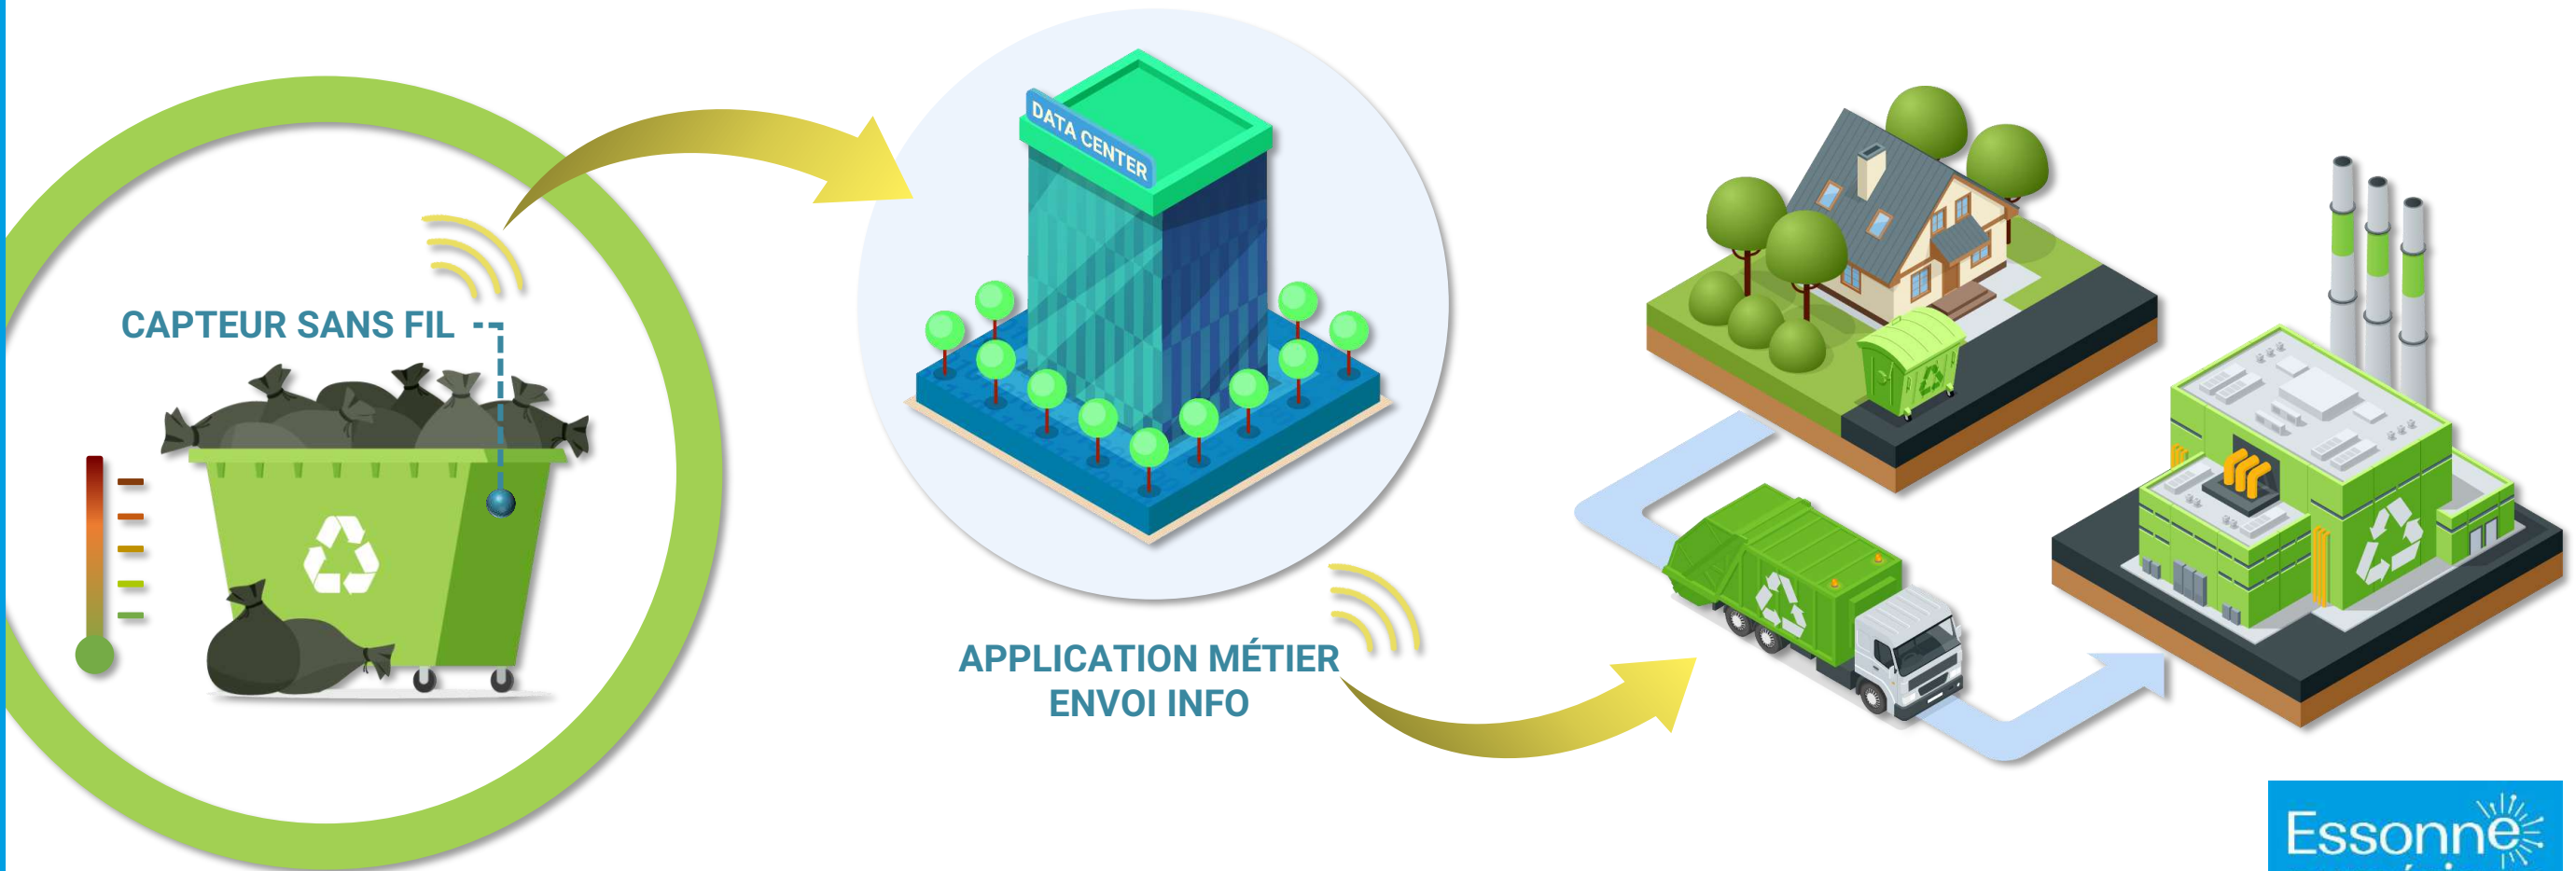 CAPTEUR SANS FIL
DATA CENTER
APPLICATION MÉTIER
ENVOI INFO
Essonne